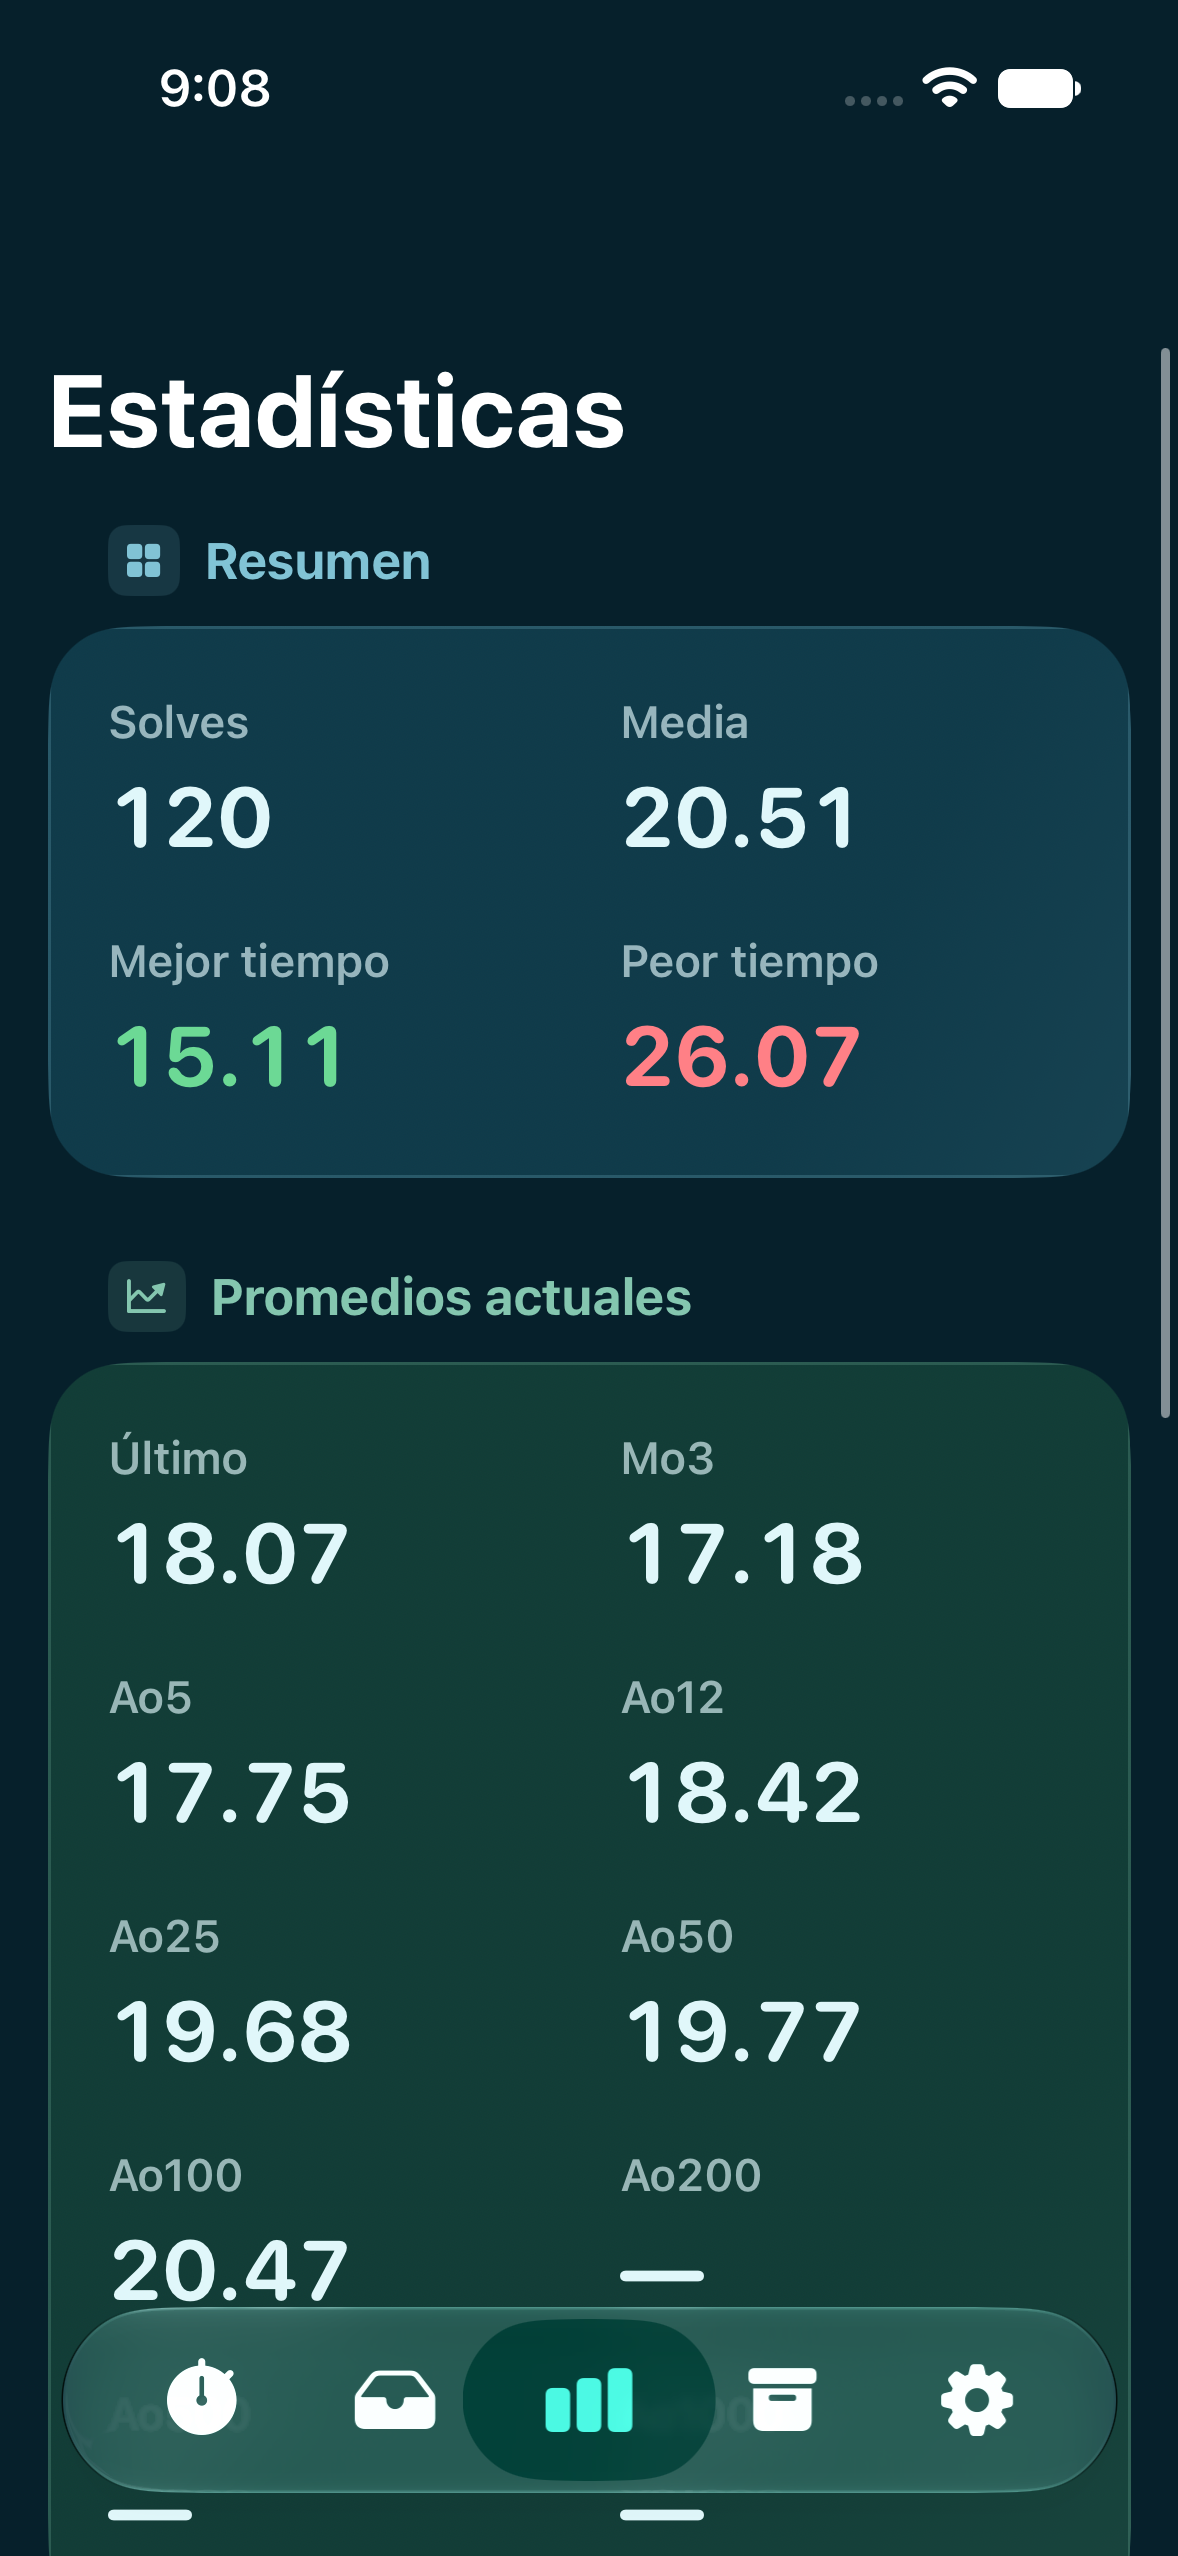 9:08
Estadísticas
Resumen
Solves
Media
120
20.51
Mejor tiempo
Peor tiempo
15.11
26.07
Promedios actuales
Último
Mo3
18.07
17.18
Ao5
Ao12
17.75
18.42
Ao25
Ao50
19.68
19.77
Ao100
Ao200
20.47
—
—
—